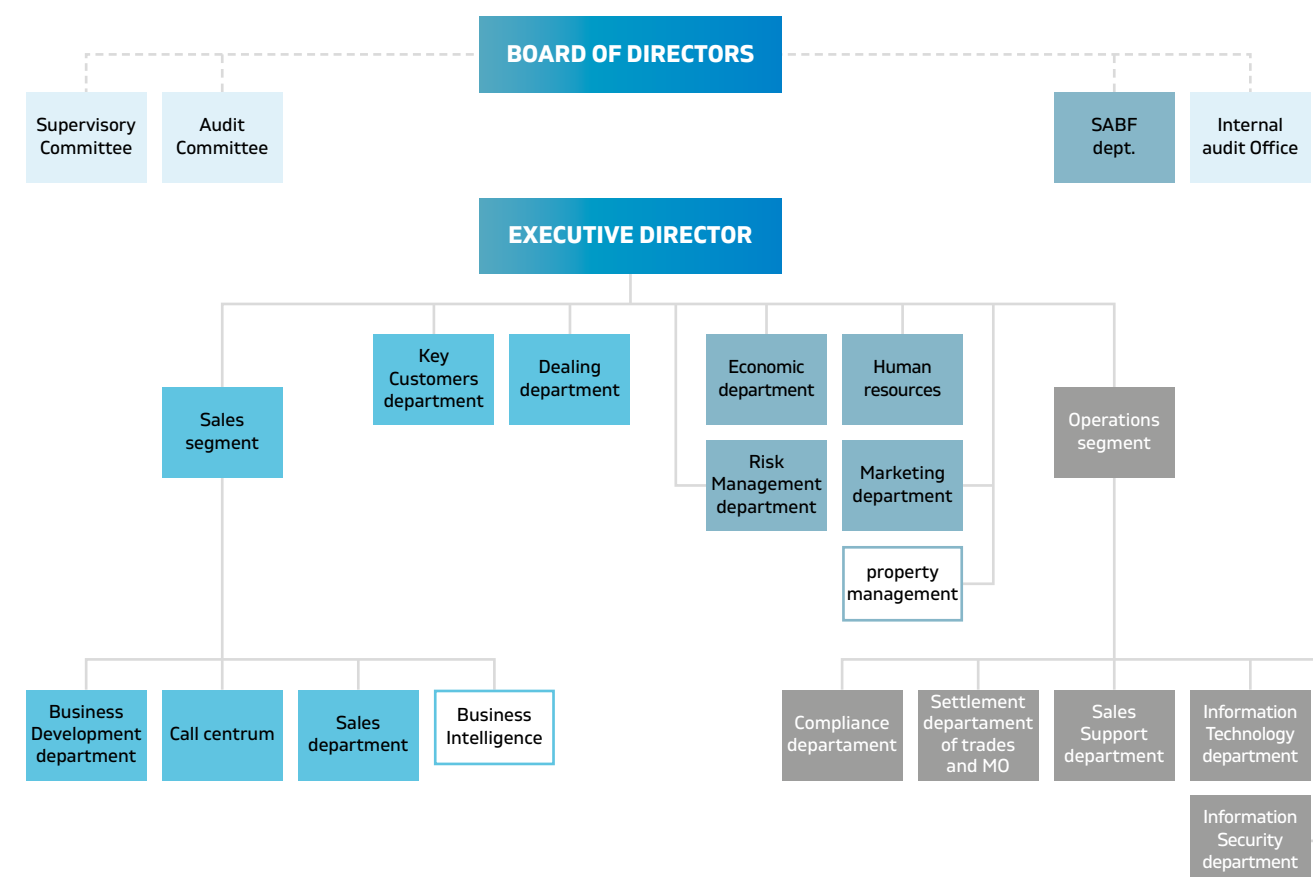 BOARD OF DIRECTORS
Supervisory
Committee
Audit
Committee
SABF
dept.
Internal
audit Office
EXECUTIVE DIRECTOR
Key
Customers
department
Dealing
department
Economic
department
Human
resources
Sales
segment
Operations
segment
Risk
Management
department
Marketing
department
property
management
Business
Development
department
Call centrum
Sales
department
Business
Intelligence
Compliance
departament
Settlement
departament
of trades
and MO
Sales
Support
department
Information
Technology
department
Information
Security
department